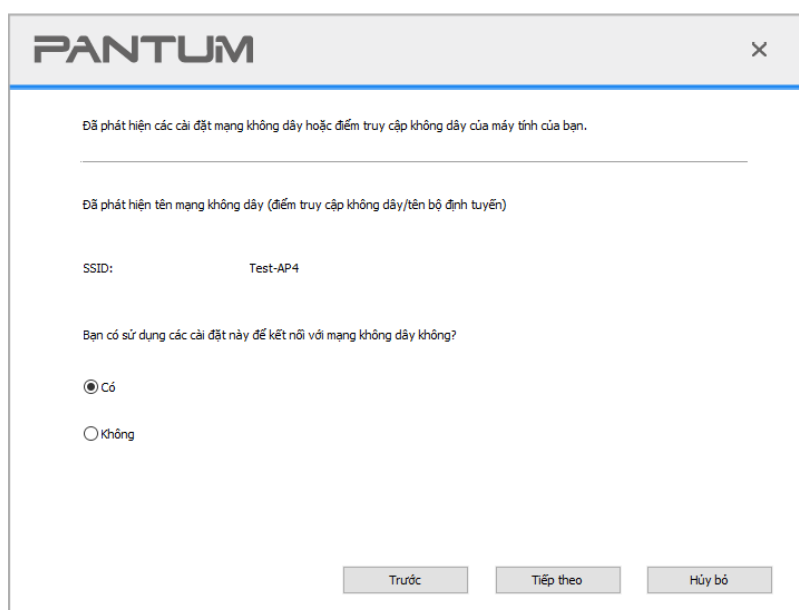 PANTUM
Đã phát hiện các cài đặt mạng không dây hoặc điểm truy cập không dây của máy tính của bạn.
Đã phát hiện tên mạng không dây (điểm truy cập không dây/tên bộ định tuyến)
SSID: Test-AP4
Bạn có sử dụng các cài đặt này để kết nối với mạng không dây không?
Có
Không
Trước Tiếp theo Hủy bỏ